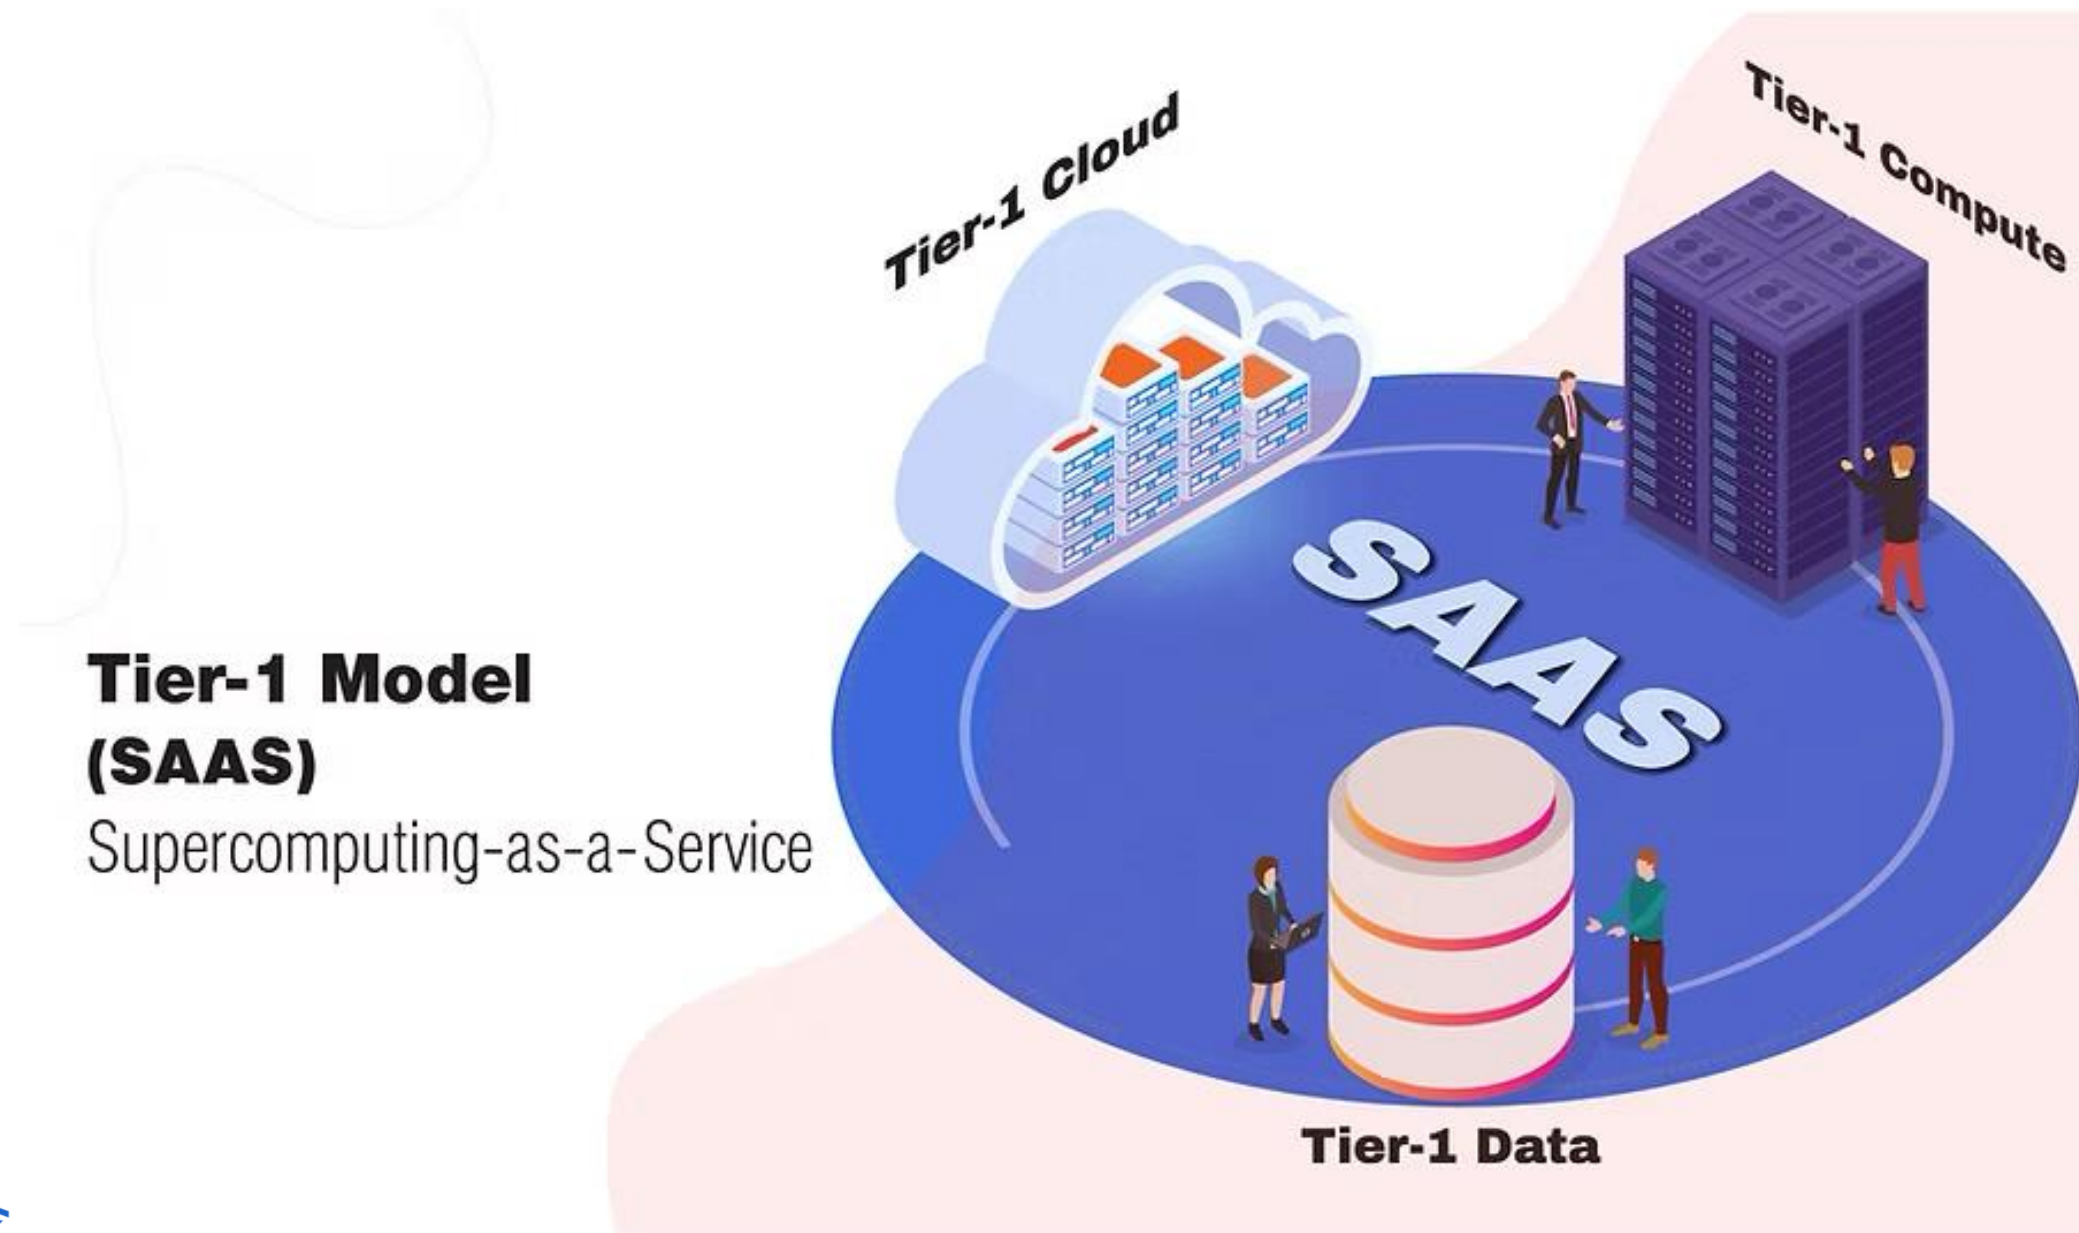 Tier-1 Cloud
Tier-1 Compute
SAAS
Tier-1 Model
(SAAS)
Supercomputing-as-a-Service
Tier-1 Data